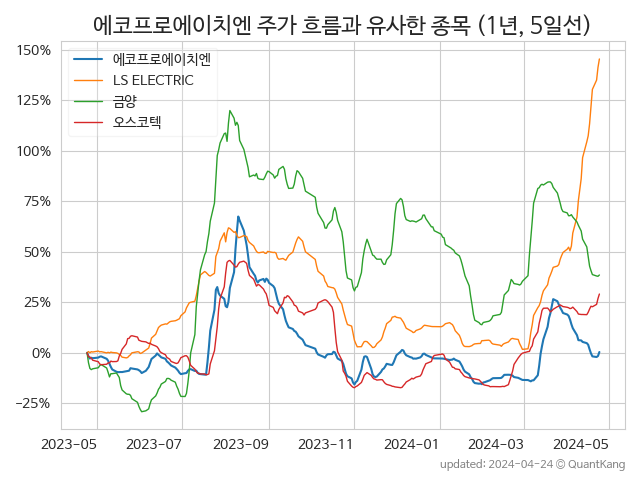 에코프로에이치엔 주가 흐름과 유사한 종목 (1년, 5일선)
150%
125%
100%
75%
50%
25%
0%
−25%
에코프로에이치엔
LS ELECTRIC
금양
오스코텍
2023-05 2023-07 2023-09 2023-11 2024-01 2024-03 2024-05
updated: 2024-04-24 © QuantKang